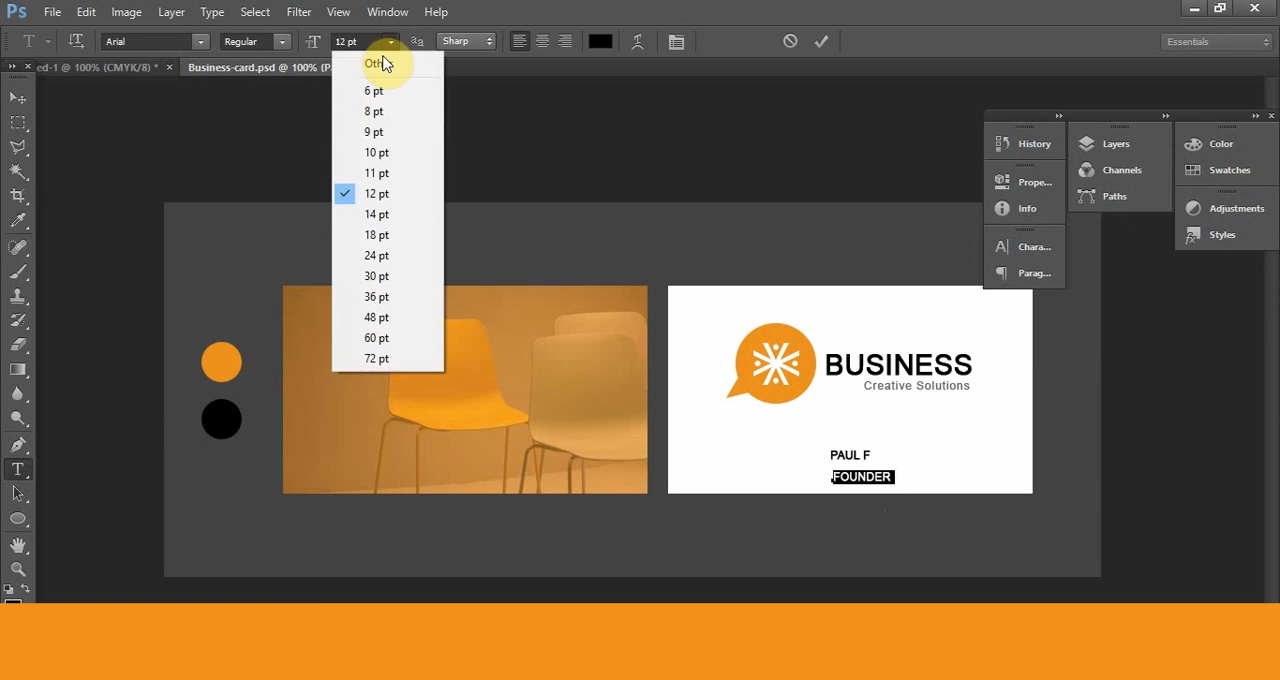 Ps File Edit Image Layer Type Select Filter View Window Help
T Arial Regular 12 pt Sharp Essentials
ed-1 @ 100% (CMYK/8) * × Business-card.psd @ 100% (P
6 pt
8 pt
9 pt
10 pt
11 pt
12 pt
14 pt
18 pt
24 pt
30 pt
36 pt
48 pt
60 pt
72 pt
History
Prope...
Info
Chara...
Parag...
Layers
Channels
Paths
Color
Swatches
Adjustments
Styles
BUSINESS
Creative Solutions
PAUL F
FOUNDER